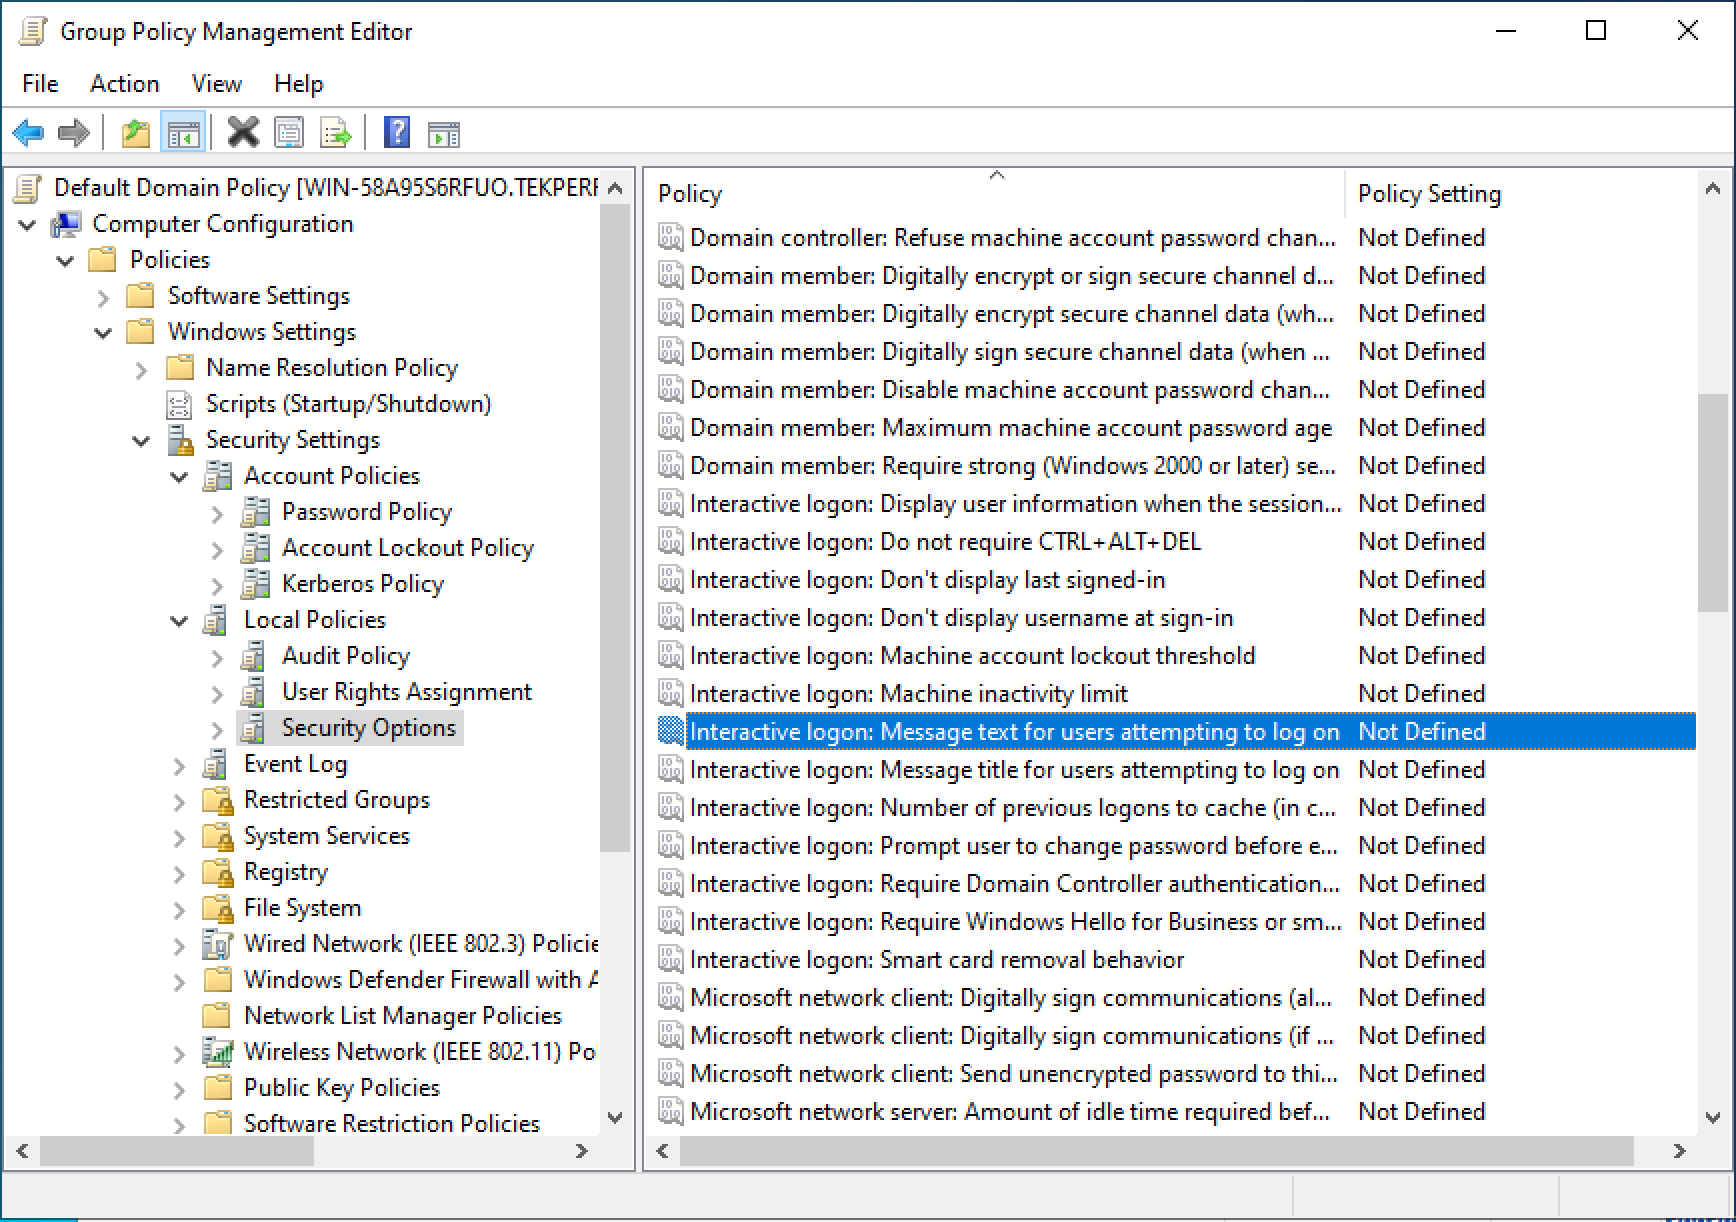 Group Policy Management Editor
File Action View Help
Default Domain Policy [WIN-58A95S6RFUO.TEKPERF
Computer Configuration
Policies
Software Settings
Windows Settings
Name Resolution Policy
Scripts (Startup/Shutdown)
Security Settings
Account Policies
Password Policy
Account Lockout Policy
Kerberos Policy
Local Policies
Audit Policy
User Rights Assignment
Security Options
Event Log
Restricted Groups
System Services
Registry
File System
Wired Network (IEEE 802.3) Policie
Windows Defender Firewall with A
Network List Manager Policies
Wireless Network (IEEE 802.11) Po
Public Key Policies
Software Restriction Policies
Policy Policy Setting
Domain controller: Refuse machine account password chan... Not Defined
Domain member: Digitally encrypt or sign secure channel d... Not Defined
Domain member: Digitally encrypt secure channel data (wh... Not Defined
Domain member: Digitally sign secure channel data (when ... Not Defined
Domain member: Disable machine account password chan... Not Defined
Domain member: Maximum machine account password age Not Defined
Domain member: Require strong (Windows 2000 or later) se... Not Defined
Interactive logon: Display user information when the session... Not Defined
Interactive logon: Do not require CTRL+ALT+DEL Not Defined
Interactive logon: Don't display last signed-in Not Defined
Interactive logon: Don't display username at sign-in Not Defined
Interactive logon: Machine account lockout threshold Not Defined
Interactive logon: Machine inactivity limit Not Defined
Interactive logon: Message text for users attempting to log on Not Defined
Interactive logon: Message title for users attempting to log on Not Defined
Interactive logon: Number of previous logons to cache (in c... Not Defined
Interactive logon: Prompt user to change password before e... Not Defined
Interactive logon: Require Domain Controller authentication... Not Defined
Interactive logon: Require Windows Hello for Business or sm... Not Defined
Interactive logon: Smart card removal behavior Not Defined
Microsoft network client: Digitally sign communications (al... Not Defined
Microsoft network client: Digitally sign communications (if ... Not Defined
Microsoft network client: Send unencrypted password to thi... Not Defined
Microsoft network server: Amount of idle time required bef... Not Defined